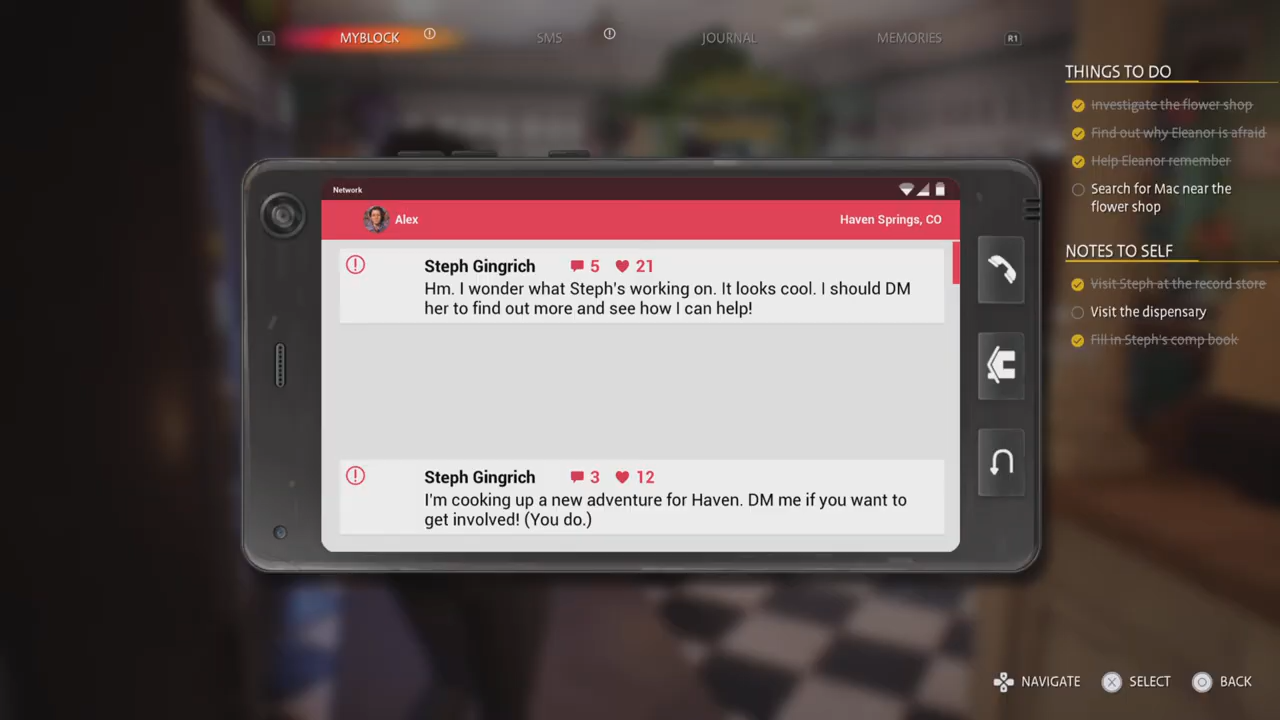 L1
MYBLOCK
SMS
JOURNAL
MEMORIES
R1
THINGS TO DO
Investigate the flower shop
Find out why Eleanor is afraid
Help Eleanor remember
Search for Mac near the
flower shop
NOTES TO SELF
Visit Steph at the record store
Visit the dispensary
Fill in Steph's comp book
Network
Alex
Haven Springs, CO
Steph Gingrich 5 21
Hm. I wonder what Steph's working on. It looks cool. I should DM
her to find out more and see how I can help!
Steph Gingrich 3 12
I'm cooking up a new adventure for Haven. DM me if you want to
get involved! (You do.)
NAVIGATE
SELECT
BACK